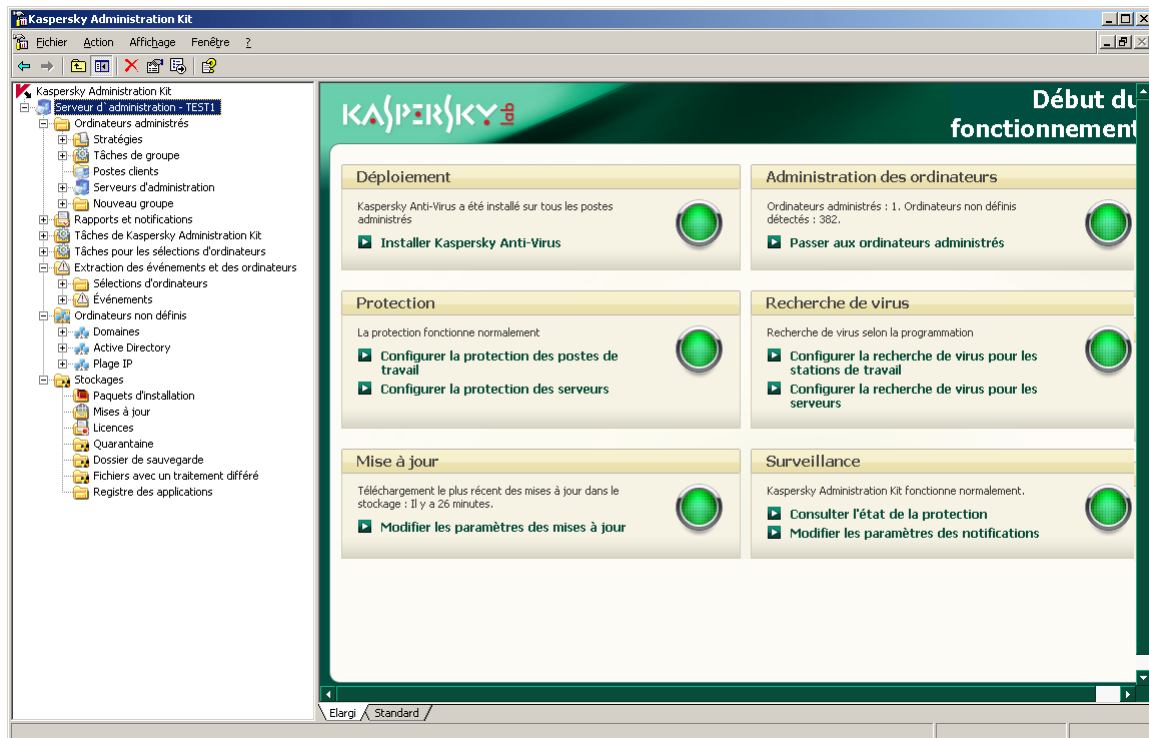 Kaspersky Administration Kit
Fichier Action Affichage Fenêtre ?
Kaspersky Administration Kit
Serveur d`administration - TEST1
Ordinateurs administrés
Stratégies
Tâches de groupe
Postes clients
Serveurs d'administration
Nouveau groupe
Rapports et notifications
Tâches de Kaspersky Administration Kit
Tâches pour les sélections d'ordinateurs
Extraction des événements et des ordinateurs
Sélections d'ordinateurs
Événements
Ordinateurs non définis
Domaines
Active Directory
Plage IP
Stockages
Paquets d'installation
Mises à jour
Licences
Quarantaine
Dossier de sauvegarde
Fichiers avec un traitement différé
Registre des applications
KASPERSKY lab
Début du
fonctionnement
Déploiement
Kaspersky Anti-Virus a été installé sur tous les postes
administrés
Installer Kaspersky Anti-Virus
Administration des ordinateurs
Ordinateurs administrés : 1. Ordinateurs non définis
détectés : 382.
Passer aux ordinateurs administrés
Protection
La protection fonctionne normalement
Configurer la protection des postes de
travail
Configurer la protection des serveurs
Recherche de virus
Recherche de virus selon la programmation
Configurer la recherche de virus pour les
stations de travail
Configurer la recherche de virus pour les
serveurs
Mise à jour
Téléchargement le plus récent des mises à jour dans le
stockage : Il y a 26 minutes.
Modifier les paramètres des mises à jour
Surveillance
Kaspersky Administration Kit fonctionne normalement.
Consulter l'état de la protection
Modifier les paramètres des notifications
Elargi Standard